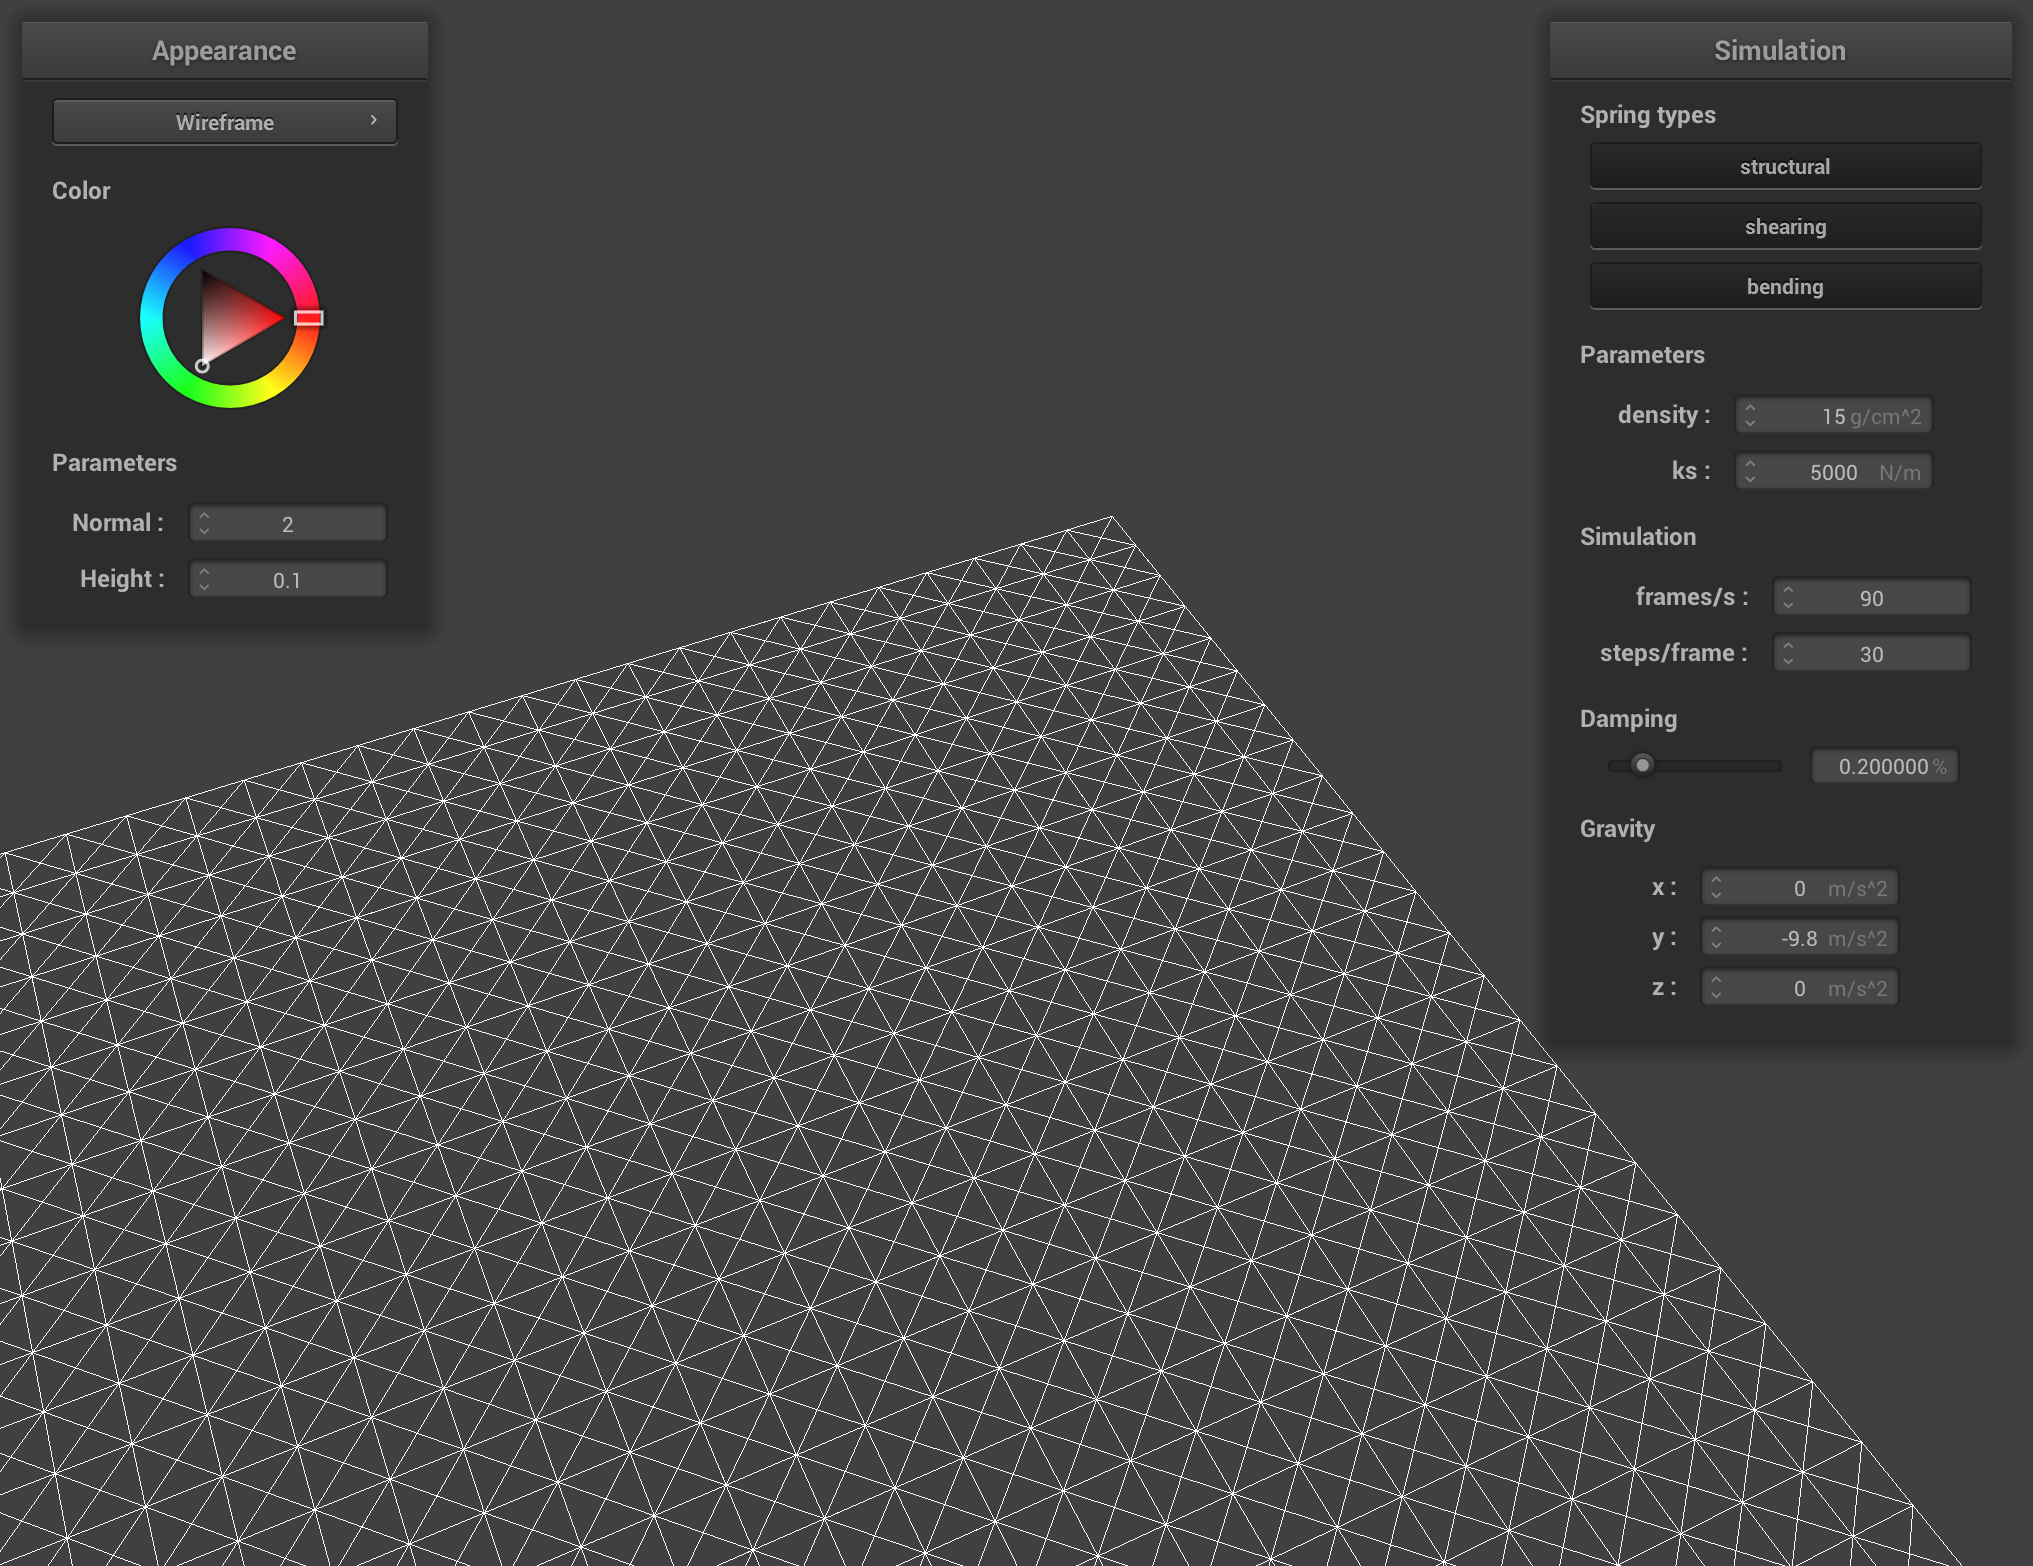 Appearance
Wireframe ›
Color
Parameters
Normal : 2
Height : 0.1
Simulation
Spring types
structural
shearing
bending
Parameters
density : 15 g/cm^2
ks : 5000 N/m
Simulation
frames/s : 90
steps/frame : 30
Damping
0.200000 %
Gravity
x : 0 m/s^2
y : -9.8 m/s^2
z : 0 m/s^2